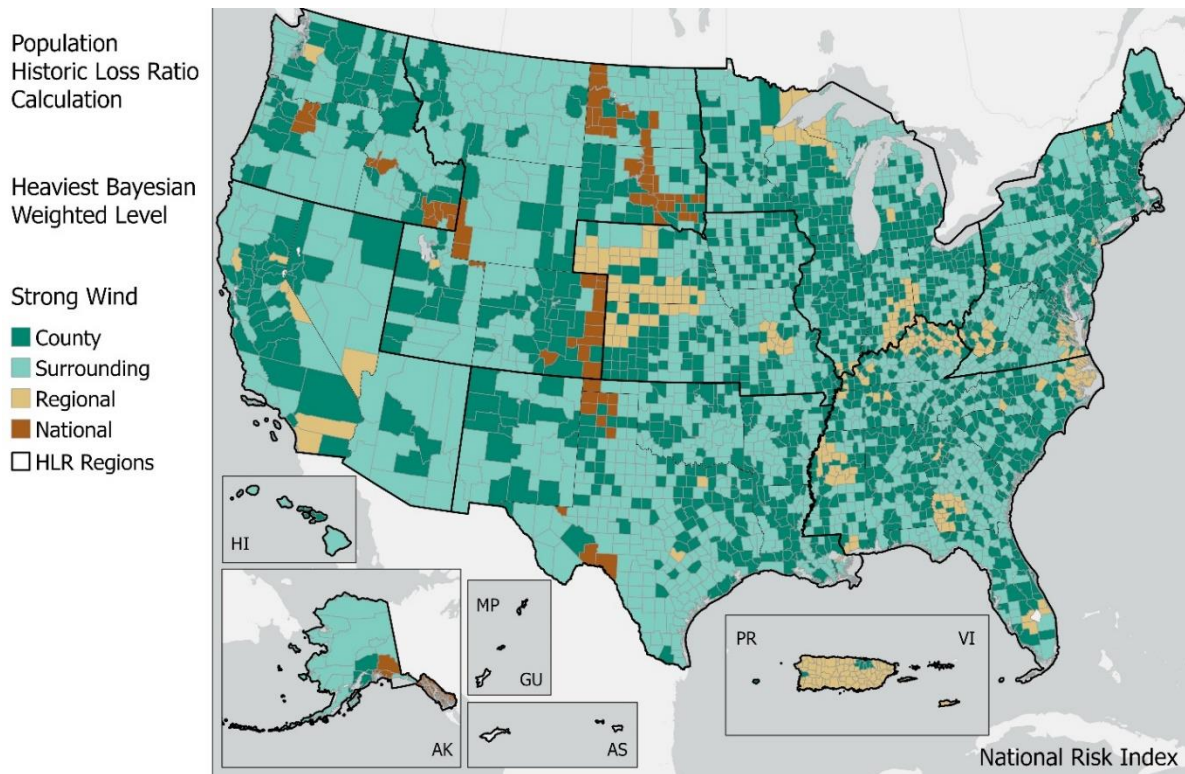 Population
Historic Loss Ratio
Calculation
Heaviest Bayesian
Weighted Level
Strong Wind
County
Surrounding
Regional
National
HLR Regions
HI
AK
MP
GU
AS
PR
VI
National Risk Index